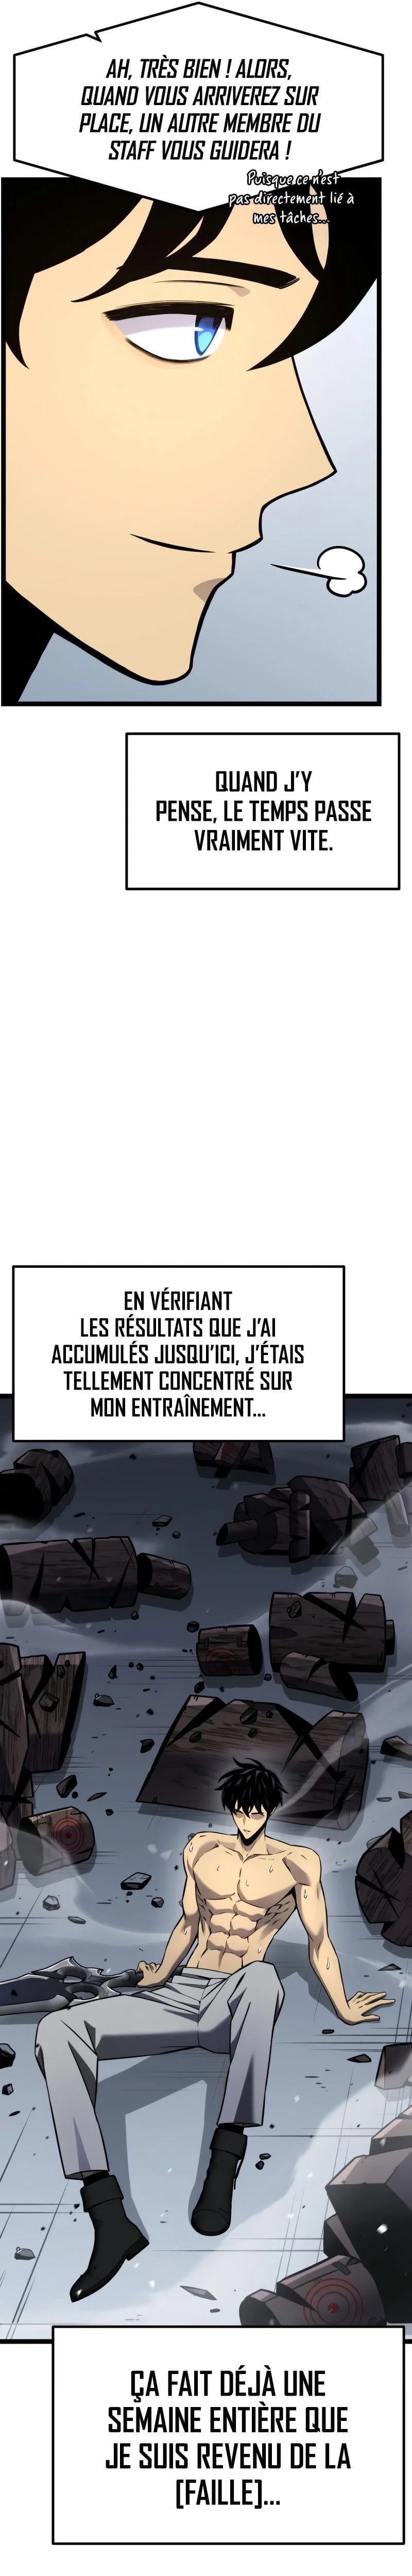 AH, TRÈS BIEN ! ALORS,
QUAND VOUS ARRIVEREZ SUR
PLACE, UN AUTRE MEMBRE DU
STAFF VOUS GUIDERA !
Puisque ce n'est
pas directement lié à
mes tâches...
QUAND J'Y
PENSE, LE TEMPS PASSE
VRAIMENT VITE.
EN VÉRIFIANT
LES RÉSULTATS QUE J'AI
ACCUMULÉS JUSQU'ICI, J'ÉTAIS
TELLEMENT CONCENTRÉ SUR
MON ENTRAÎNEMENT...
ÇA FAIT DÉJÀ UNE
SEMAINE ENTIÈRE QUE
JE SUIS REVENU DE LA
[FAILLE]...